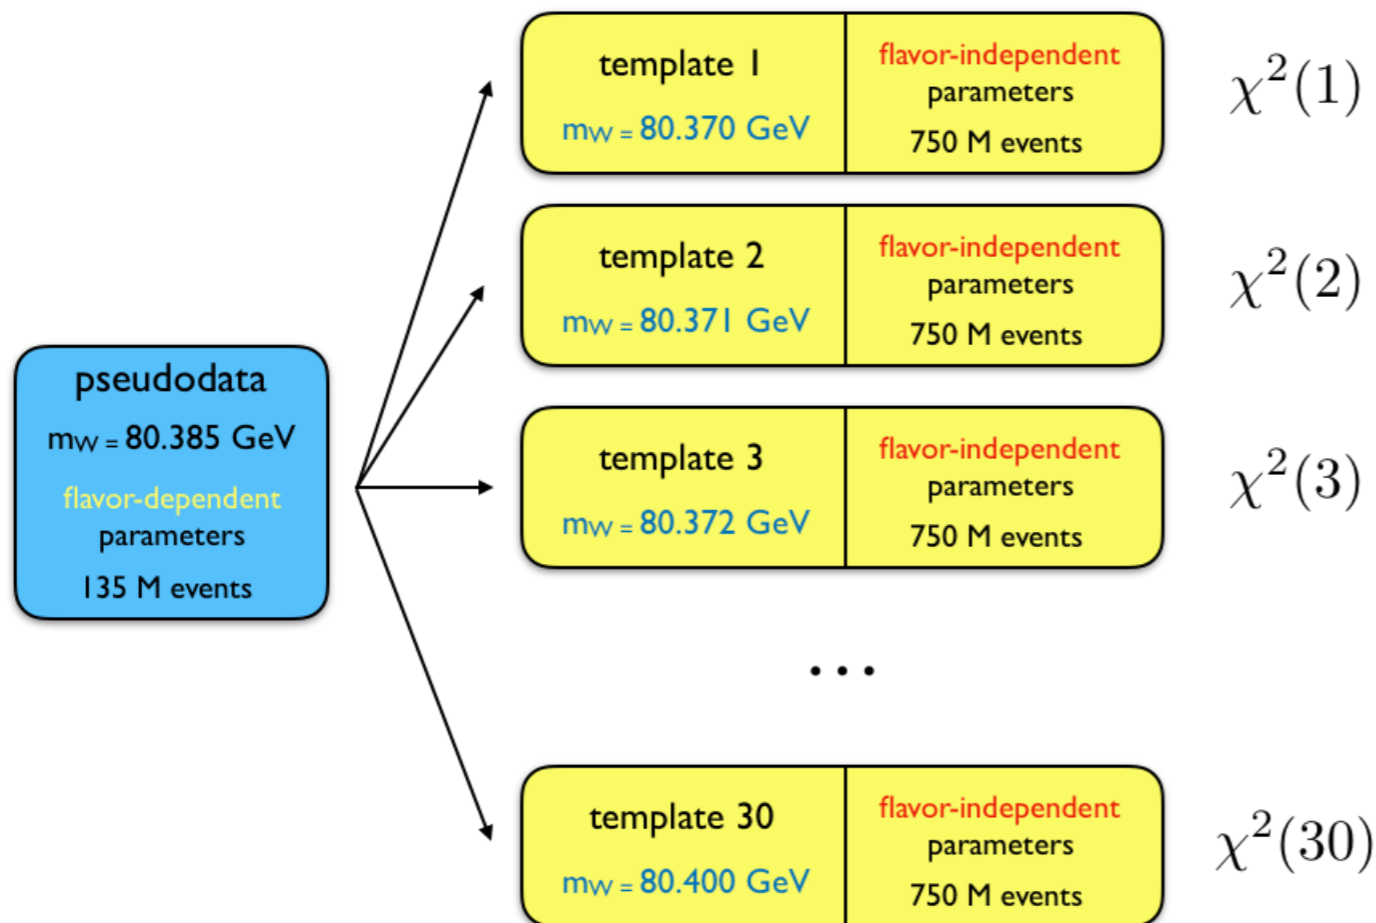 template 1
mW = 80.370 GeV
flavor-independent
parameters
750 M events
χ²(1)
template 2
mW = 80.371 GeV
flavor-independent
parameters
750 M events
χ²(2)
pseudodata
mW = 80.385 GeV
flavor-dependent
parameters
135 M events
template 3
mW = 80.372 GeV
flavor-independent
parameters
750 M events
χ²(3)
...
template 30
mW = 80.400 GeV
flavor-independent
parameters
750 M events
χ²(30)